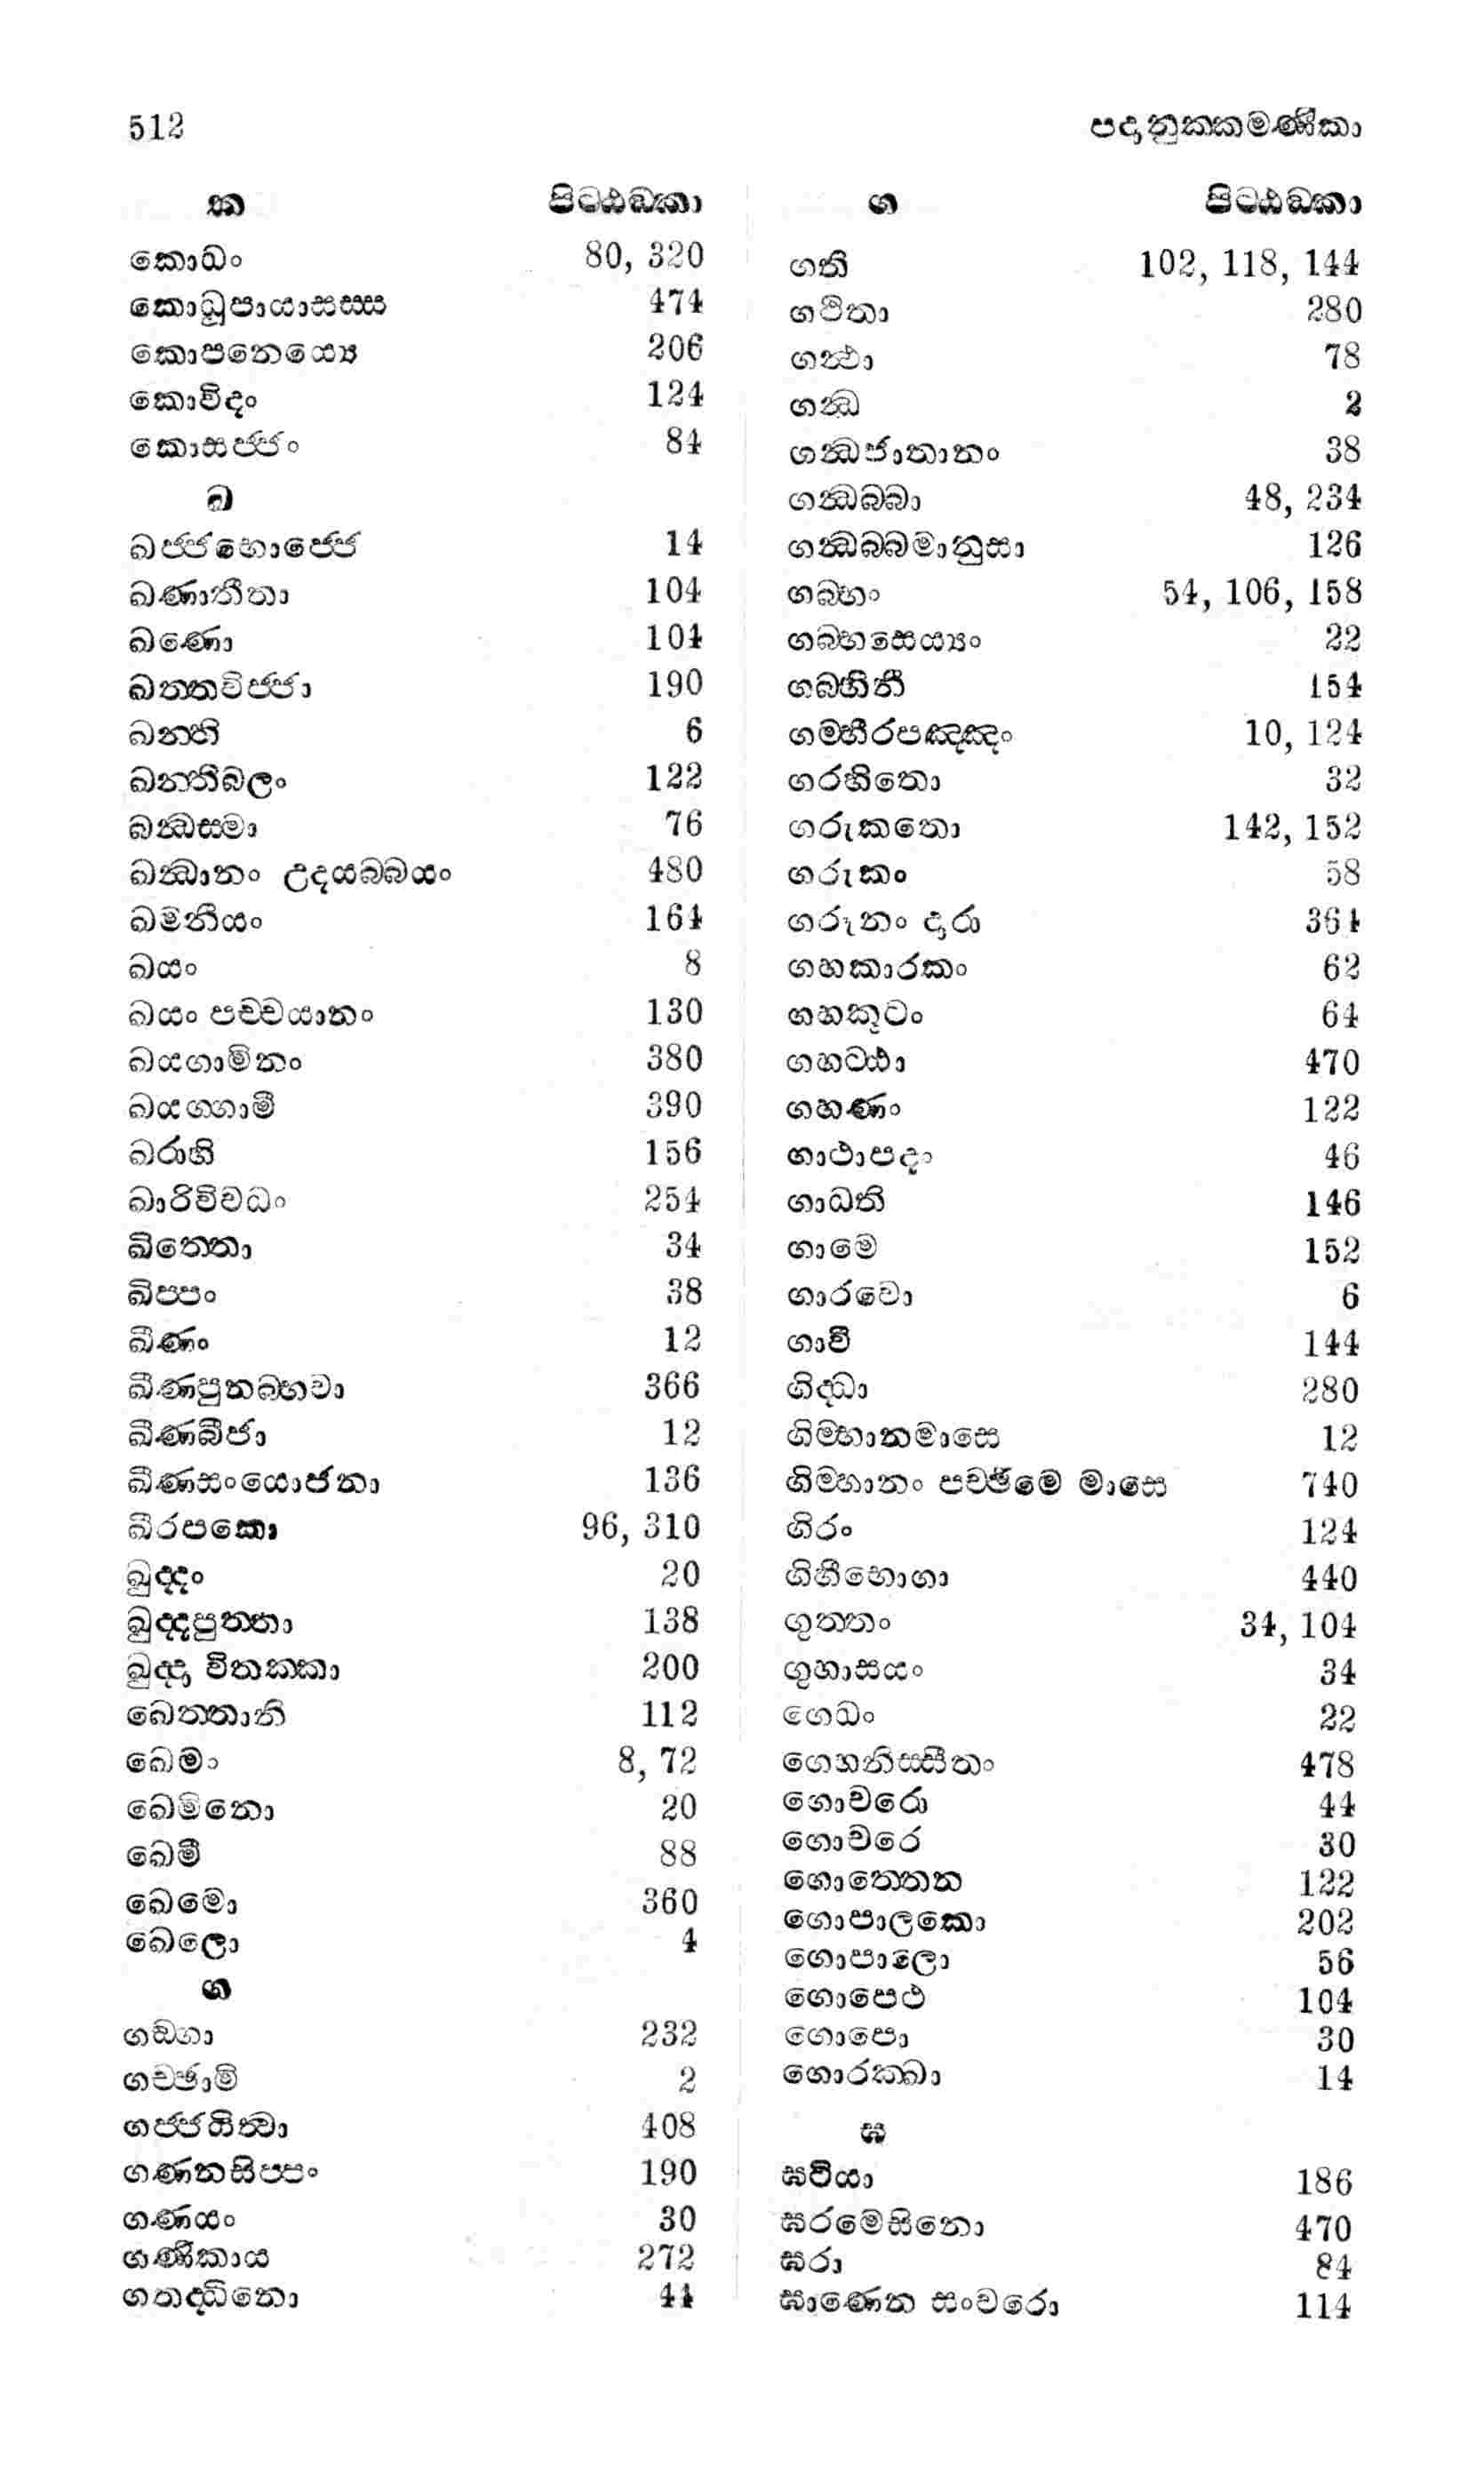 512 පදානුක්කමණිකා
ක පිට්ඨඞ්කා
කොධං 80, 320
කොධූපායාසස්ස 474
කොපනෙය්‍යෙ 206
කොවිදං 124
කොසජ්ජං 84
ඛ
ඛජ්ජභොජ්ජෙ 14
ඛණාතීතා 104
ඛණො 104
ඛත්තවිජ්ජා 190
ඛන්ති 6
ඛන්තීබලං 122
ඛන්ධසමා 76
ඛන්ධානං උදයබ්බයං 480
ඛමනීයං 164
ඛයං 8
ඛයං පච්චයානං 130
ඛයගාමිනං 380
ඛයග්ගාමී 390
ඛරාහි 156
ඛාරිවිවධං 254
ඛිත්තො 34
ඛිප්පං 38
ඛීණං 12
ඛීණපුනබ්භවා 366
ඛීණබීජා 12
ඛීණසංයොජනා 136
ඛීරපකො 96, 310
ඛුද්දං 20
ඛුද්දපුත්තා 138
ඛුද්දා විතක්කා 200
ඛෙත්තානි 112
ඛෙමං 8, 72
ඛෙමිනො 20
ඛෙමී 88
ඛෙමො 360
ඛෙලො 4
ග
ගඞ්ගා 232
ගච්ඡාමි 2
ගජ්ජයිත්වා 408
ගණනසිප්පං 190
ගණයං 30
ගණිකාය 272
ගතද්ධිනො 44
ග පිට්ඨඞ්කා
ගති 102, 118, 144
ගථිතා 280
ගන්ථා 78
ගන්ධ 2
ගන්ධජාතානං 38
ගන්ධබ්බා 48, 234
ගන්ධබ්බමානුසා 126
ගබ්භං 54, 106, 158
ගබ්භසෙය්‍යං 22
ගබ්භිනී 154
ගම්භීරපඤ්ඤං 10, 124
ගරහිතො 32
ගරුකතො 142, 152
ගරුකං 58
ගරූනං දාරා 364
ගහකාරකං 62
ගහකූටං 64
ගහට්ඨා 470
ගහණං 122
ගාථාපදා 46
ගාධති 146
ගාමෙ 152
ගාරවො 6
ගාවී 144
ගිද්ධා 280
ගිම්හානමාසෙ 12
ගිම්හානං පච්ඡිමෙ මාසෙ 740
ගිරං 124
ගිහීභොගා 440
ගුත්තං 34, 104
ගුහාසයං 34
ගෙධං 22
ගෙහනිස්සිතං 478
ගොචරො 44
ගොචරෙ 30
ගොත්තෙන 122
ගොපාලකො 202
ගොපාලො 56
ගොපෙථ 104
ගොපො 30
ගොරක්ඛා 14
ඝ
ඝවියා 186
ඝරමෙසිනො 470
ඝරා 84
ඝාණෙන සංවරො 114